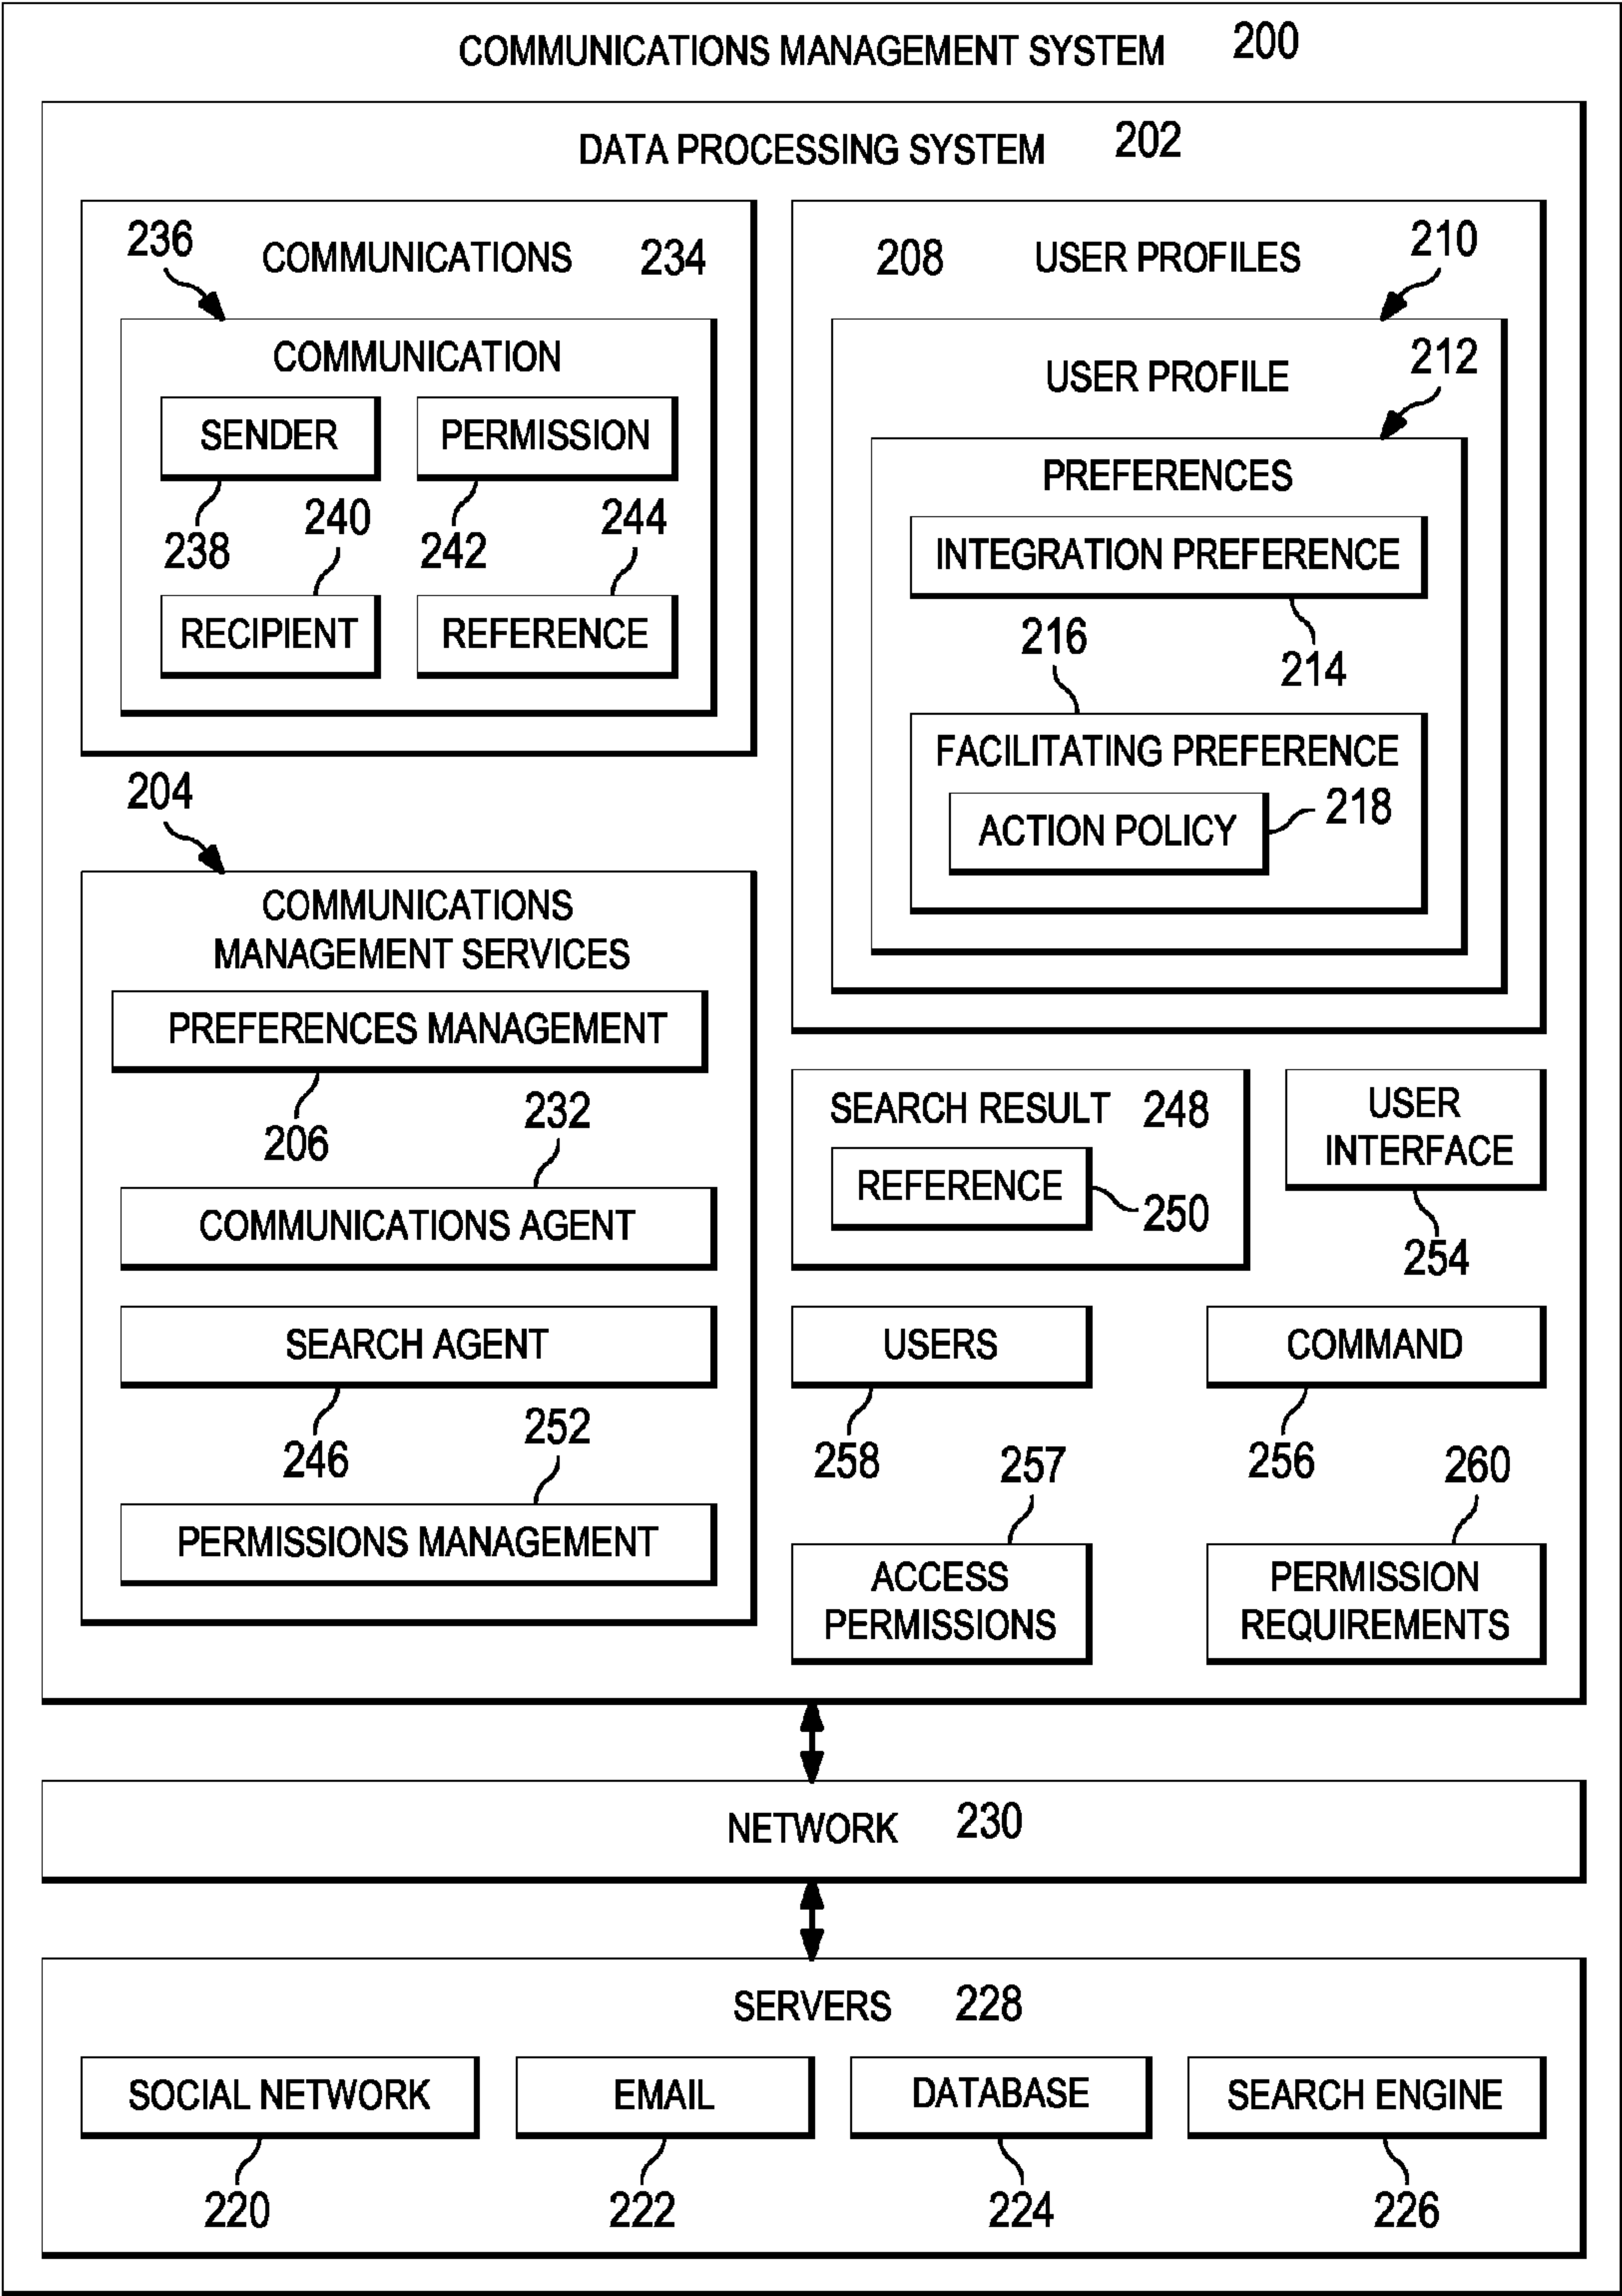 COMMUNICATIONS MANAGEMENT SYSTEM 200
DATA PROCESSING SYSTEM 202
236
COMMUNICATIONS 234
COMMUNICATION
SENDER
PERMISSION
238
240
242
244
RECIPIENT
REFERENCE
208 USER PROFILES
210
USER PROFILE
212
PREFERENCES
INTEGRATION PREFERENCE
216
214
FACILITATING PREFERENCE
ACTION POLICY
218
204
COMMUNICATIONS
MANAGEMENT SERVICES
PREFERENCES MANAGEMENT
206
232
COMMUNICATIONS AGENT
SEARCH AGENT
246
252
PERMISSIONS MANAGEMENT
SEARCH RESULT 248
REFERENCE
250
USER
INTERFACE
254
USERS
258
COMMAND
256
257
ACCESS
PERMISSIONS
260
PERMISSION
REQUIREMENTS
NETWORK 230
SERVERS 228
SOCIAL NETWORK
EMAIL
DATABASE
SEARCH ENGINE
220
222
224
226